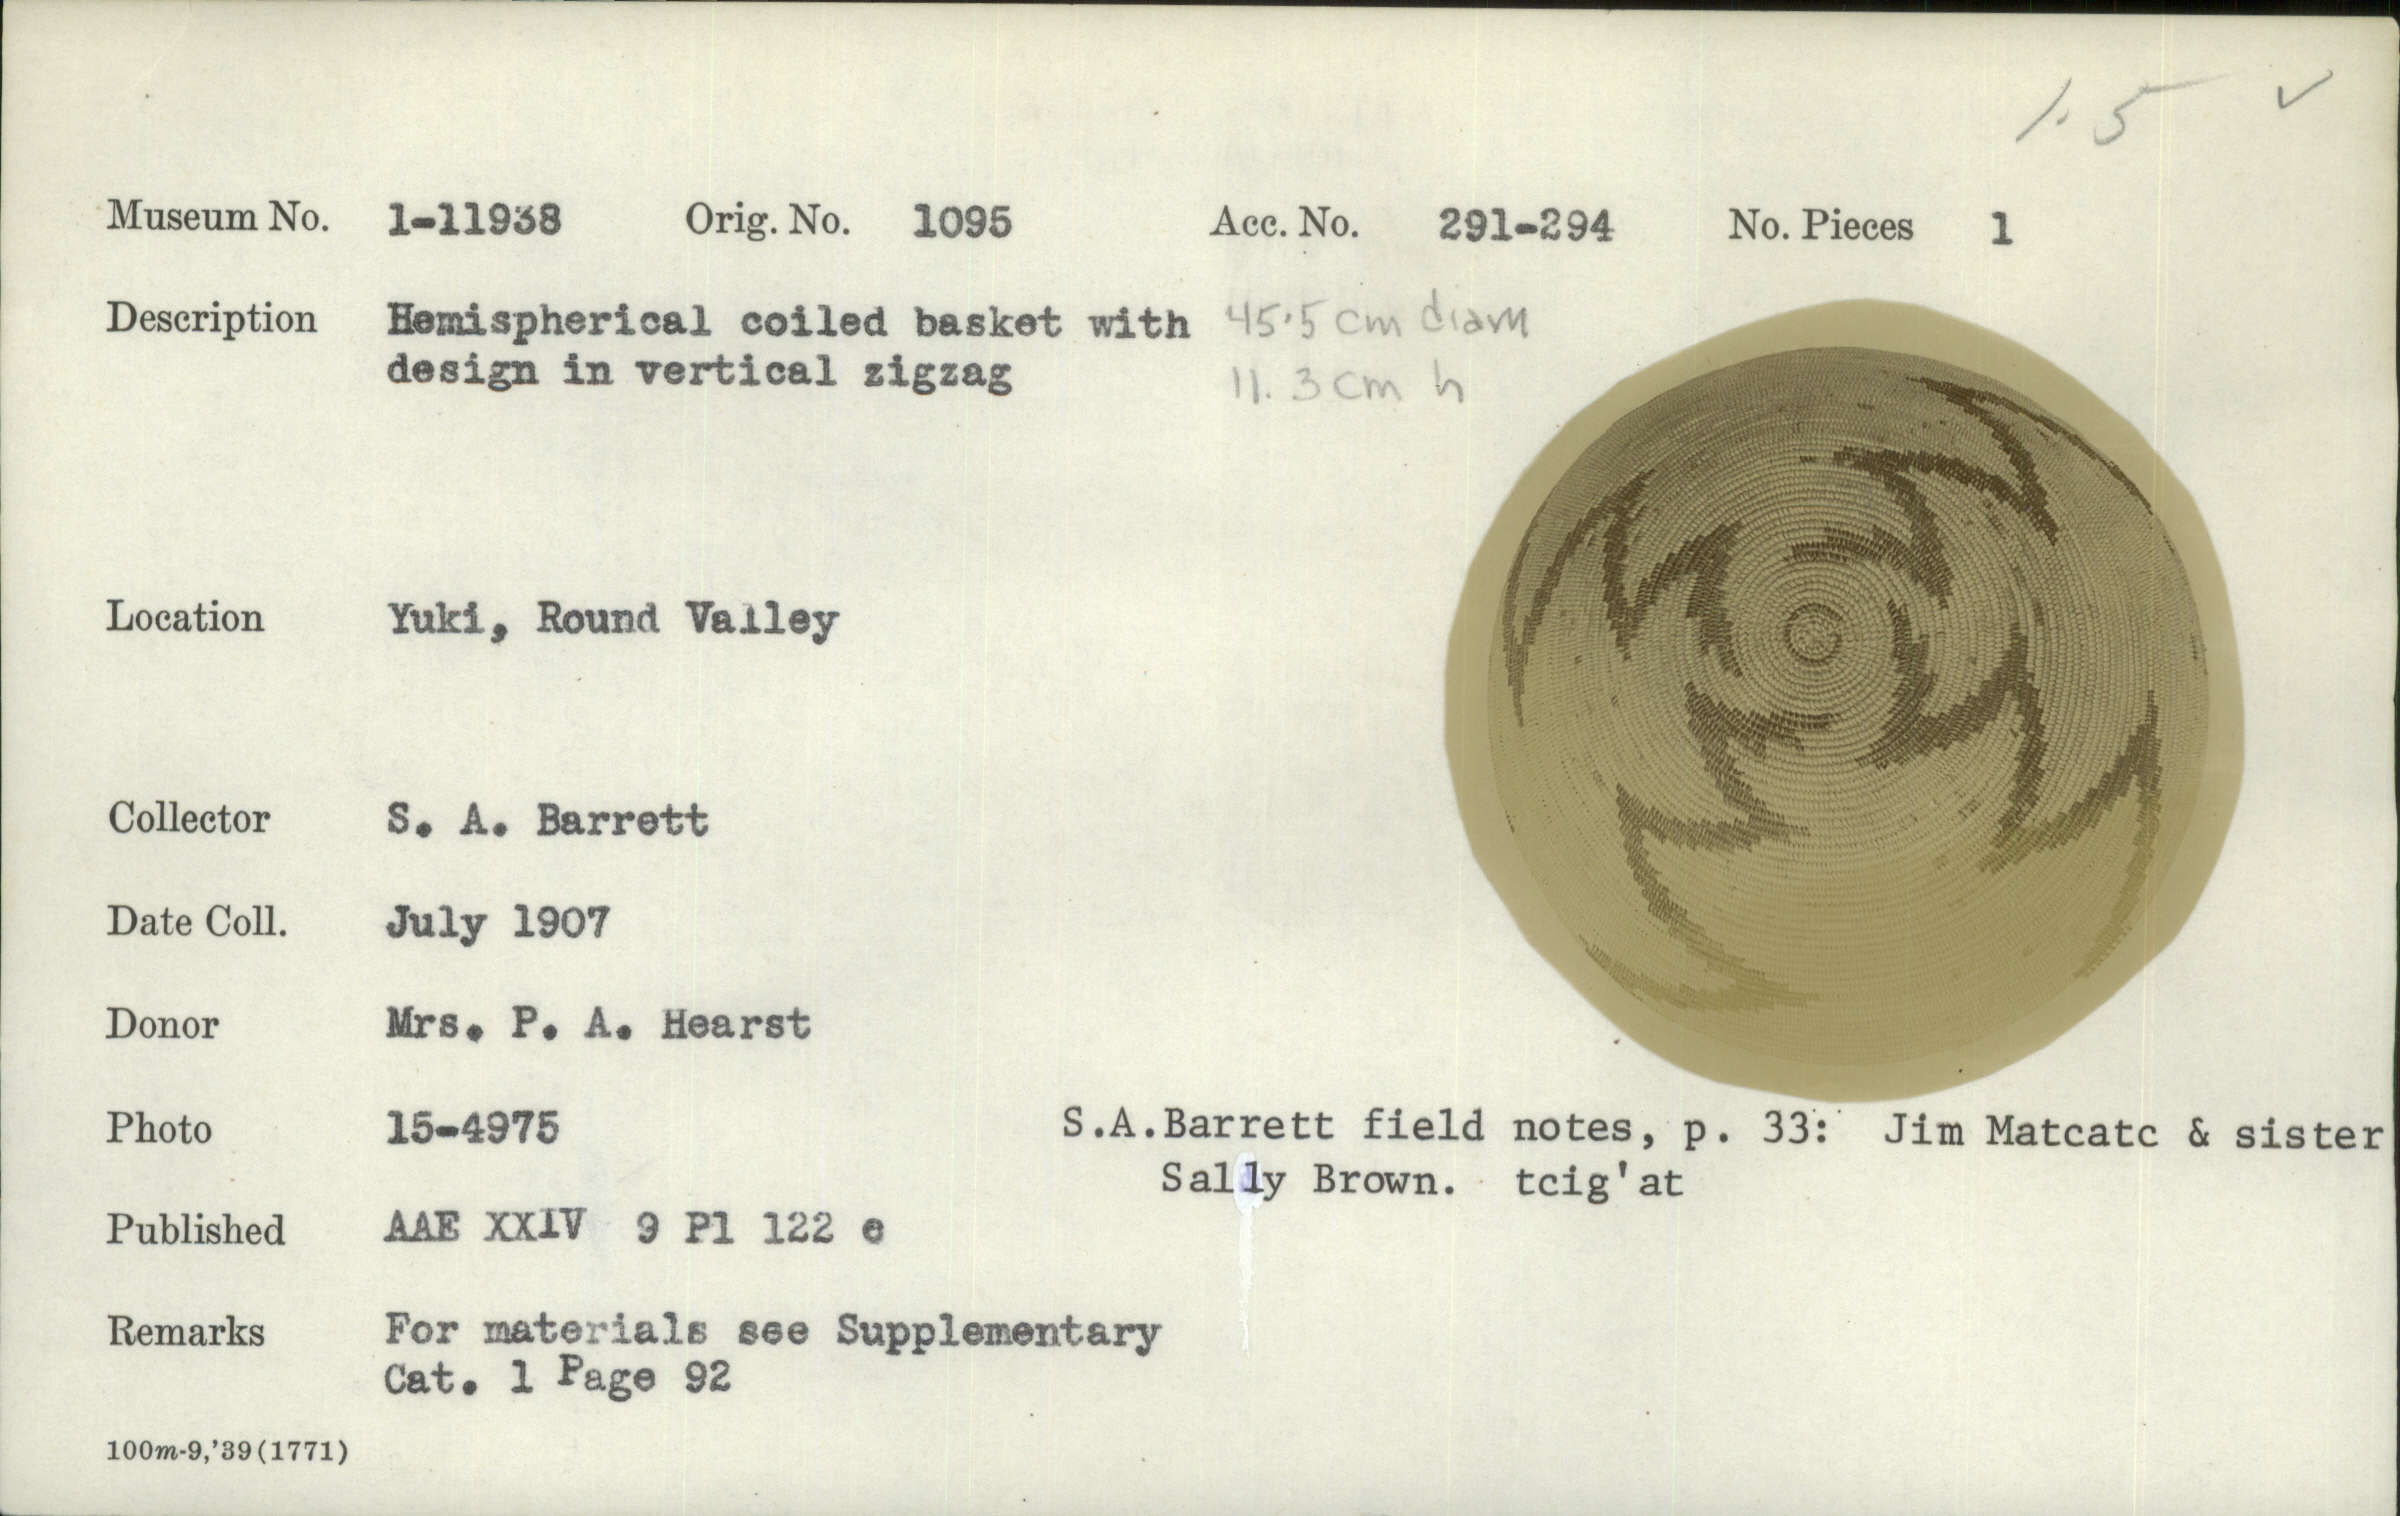 1.5 ✓
Museum No. 1-11938 Orig. No. 1095 Acc. No. 291-294 No. Pieces 1
Description Hemispherical coiled basket with 45.5 cm diam
design in vertical zigzag 11.3 cm h
Location Yuki, Round Valley
Collector S. A. Barrett
Date Coll. July 1907
Donor Mrs. P. A. Hearst
Photo 15-4975
S.A.Barrett field notes, p. 33: Jim Matcatc & sister
Sally Brown. tcig'at
Published AAE XXIV 9 Pl 122 e
Remarks For materials see Supplementary
Cat. 1 Page 92
100m-9,'39(1771)